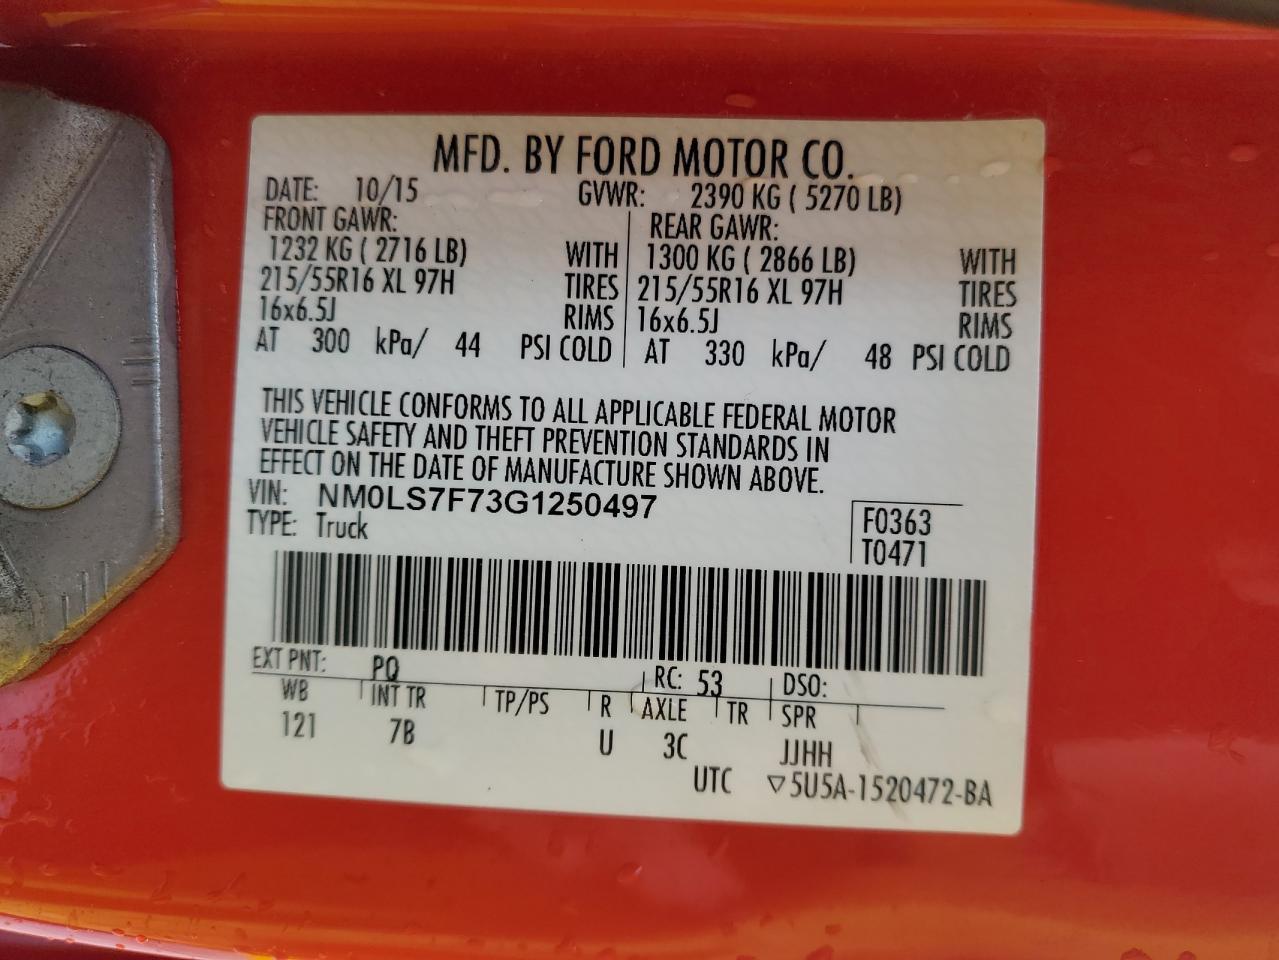 MFD. BY FORD MOTOR CO.
DATE: 10/15 GVWR: 2390 KG ( 5270 LB)
FRONT GAWR: REAR GAWR:
1232 KG ( 2716 LB) WITH 1300 KG ( 2866 LB) WITH
215/55R16 XL 97H TIRES 215/55R16 XL 97H TIRES
16x6.5J RIMS 16x6.5J RIMS
AT 300 kPa/ 44 PSI COLD AT 330 kPa/ 48 PSI COLD
THIS VEHICLE CONFORMS TO ALL APPLICABLE FEDERAL MOTOR
VEHICLE SAFETY AND THEFT PREVENTION STANDARDS IN
EFFECT ON THE DATE OF MANUFACTURE SHOWN ABOVE.
VIN: NM0LS7F73G1250497
TYPE: Truck
F0363
T0471
EXT PNT: PQ RC: 53 DSO:
WB INT TR TP/PS R AXLE TR SPR
121 7B U 3C JJHH
UTC ▽5U5A-1520472-BA